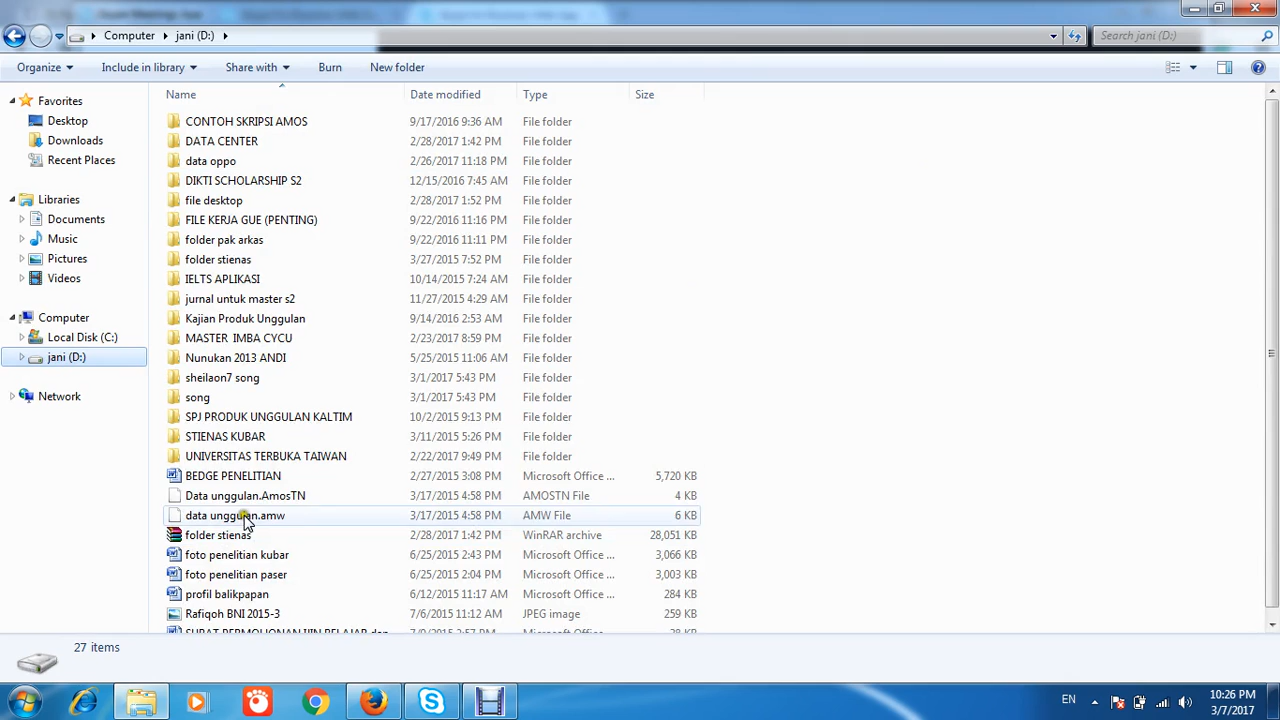 Computer ▸ jani (D:) ▸ Search jani (D:)
Organize Include in library Share with Burn New folder
Name Date modified Type Size
Favorites
Desktop
Downloads
Recent Places
Libraries
Documents
Music
Pictures
Videos
Computer
Local Disk (C:)
jani (D:)
Network
CONTOH SKRIPSI AMOS 9/17/2016 9:36 AM File folder
DATA CENTER 2/28/2017 1:42 PM File folder
data oppo 2/26/2017 11:18 PM File folder
DIKTI SCHOLARSHIP S2 12/15/2016 7:45 AM File folder
file desktop 2/28/2017 1:52 PM File folder
FILE KERJA GUE (PENTING) 9/22/2016 11:16 PM File folder
folder pak arkas 9/22/2016 11:11 PM File folder
folder stienas 3/27/2015 7:52 PM File folder
IELTS APLIKASI 10/14/2015 7:24 AM File folder
jurnal untuk master s2 11/27/2015 4:29 AM File folder
Kajian Produk Unggulan 9/14/2016 2:53 AM File folder
MASTER IMBA CYCU 2/23/2017 8:59 PM File folder
Nunukan 2013 ANDI 5/25/2015 11:06 AM File folder
sheilaon7 song 3/1/2017 5:43 PM File folder
song 3/1/2017 5:43 PM File folder
SPJ PRODUK UNGGULAN KALTIM 10/2/2015 9:13 PM File folder
STIENAS KUBAR 3/11/2015 5:26 PM File folder
UNIVERSITAS TERBUKA TAIWAN 2/22/2017 9:49 PM File folder
BEDGE PENELITIAN 2/27/2015 3:08 PM Microsoft Office ... 5,720 KB
Data unggulan.AmosTN 3/17/2015 4:58 PM AMOSTN File 4 KB
data unggulan.amw 3/17/2015 4:58 PM AMW File 6 KB
folder stienas 2/28/2017 1:42 PM WinRAR archive 28,051 KB
foto penelitian kubar 6/25/2015 2:43 PM Microsoft Office ... 3,066 KB
foto penelitian paser 6/25/2015 2:04 PM Microsoft Office ... 3,003 KB
profil balikpapan 6/12/2015 11:17 AM Microsoft Office ... 284 KB
Rafiqoh BNI 2015-3 7/6/2015 11:12 AM JPEG image 259 KB
SURAT PERMOHONAN IJIN BELAJAR dan
27 items
EN
10:26 PM
3/7/2017